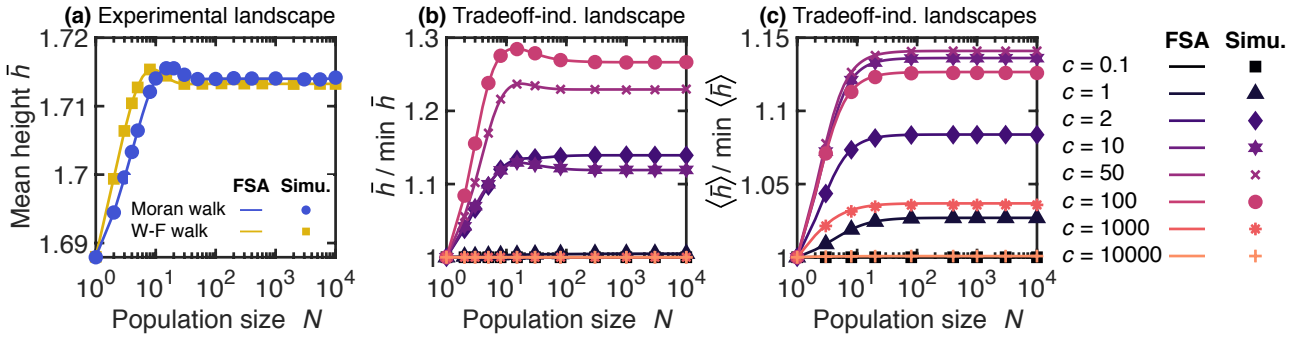 (a) Experimental landscape
Mean height h̄
1.72
1.71
1.7
1.69
FSA Simu.
Moran walk
W-F walk
10⁰ 10¹ 10² 10³ 10⁴
Population size N
(b) Tradeoff-ind. landscape
h̄ / min h̄
1.3
1.2
1.1
1
10⁰ 10¹ 10² 10³ 10⁴
Population size N
(c) Tradeoff-ind. landscapes
⟨h̄⟩ / min ⟨h̄⟩
1.15
1.1
1.05
1
10⁰ 10¹ 10² 10³ 10⁴
Population size N
FSA Simu.
c = 0.1
c = 1
c = 2
c = 10
c = 50
c = 100
c = 1000
c = 10000